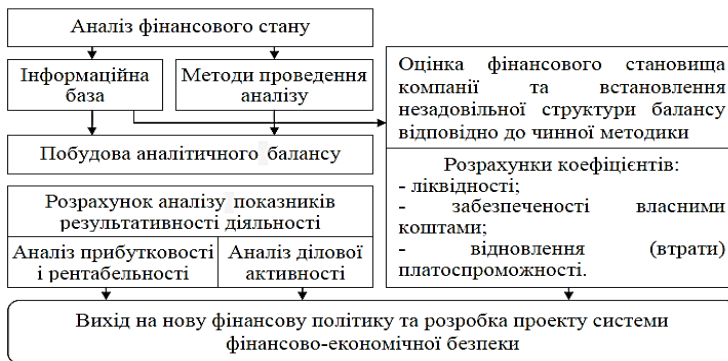 Аналіз фінансового стану
Інформаційна
база
Методи проведення
аналізу
Побудова аналітичного балансу
Розрахунок аналізу показників
результативності діяльності
Аналіз прибутковості
і рентабельності
Аналіз ділової
активності
Оцінка фінансового становища
компанії та встановлення
незадовільної структури балансу
відповідно до чинної методики
Розрахунки коефіцієнтів:
- ліквідності;
- забезпеченості власними
коштами;
- відновлення (втрати)
платоспроможності.
Вихід на нову фінансову політику та розробка проекту системи
фінансово-економічної безпеки